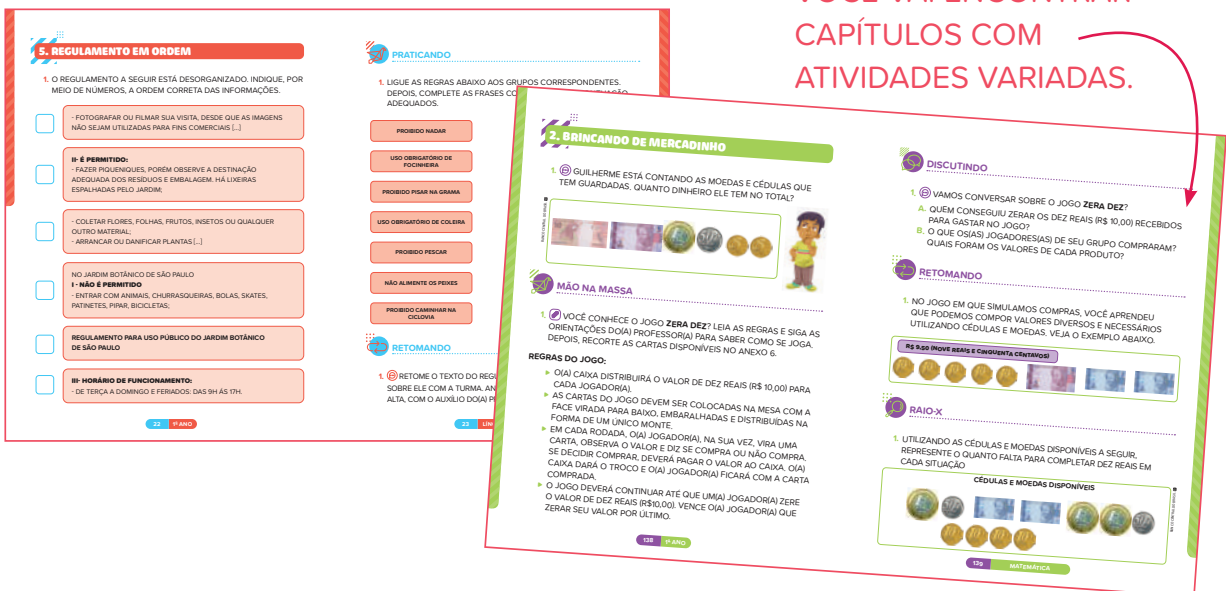 VOCÊ VAI ENCONTRAR
CAPÍTULOS COM
ATIVIDADES VARIADAS.
5. REGULAMENTO EM ORDEM
1. O REGULAMENTO A SEGUIR ESTÁ DESORGANIZADO. INDIQUE, POR
MEIO DE NÚMEROS, A ORDEM CORRETA DAS INFORMAÇÕES.
- FOTOGRAFAR OU FILMAR SUA VISITA, DESDE QUE AS IMAGENS
NÃO SEJAM UTILIZADAS PARA FINS COMERCIAIS [...]
II- É PERMITIDO:
- FAZER PIQUENIQUES, PORÉM OBSERVE A DESTINAÇÃO
ADEQUADA DOS RESÍDUOS E EMBALAGEM. HÁ LIXEIRAS
ESPALHADAS PELO JARDIM;
- COLETAR FLORES, FOLHAS, FRUTOS, INSETOS OU QUALQUER
OUTRO MATERIAL;
- ARRANCAR OU DANIFICAR PLANTAS [...]
NO JARDIM BOTÂNICO DE SÃO PAULO
I - NÃO É PERMITIDO
- ENTRAR COM ANIMAIS, CHURRASQUEIRAS, BOLAS, SKATES,
PATINETES, PIPAR, BICICLETAS;
REGULAMENTO PARA USO PÚBLICO DO JARDIM BOTÂNICO
DE SÃO PAULO
III- HORÁRIO DE FUNCIONAMENTO:
- DE TERÇA A DOMINGO E FERIADOS: DAS 9H ÀS 17H.
22 1º ANO
PRATICANDO
1. LIGUE AS REGRAS ABAIXO AOS GRUPOS CORRESPONDENTES.
DEPOIS, COMPLETE AS FRASES CO
ADEQUADOS.
PROIBIDO NADAR
USO OBRIGATÓRIO DE
FOCINHEIRA
PROIBIDO PISAR NA GRAMA
USO OBRIGATÓRIO DE COLEIRA
PROIBIDO PESCAR
NÃO ALIMENTE OS PEIXES
PROIBIDO CAMINHAR NA
CICLOVIA
RETOMANDO
1. RETOME O TEXTO DO REGU
SOBRE ELE COM A TURMA. AN
ALTA, COM O AUXÍLIO DO(A) P
23 LÍN
2. BRINCANDO DE MERCADINHO
1. GUILHERME ESTÁ CONTANDO AS MOEDAS E CÉDULAS QUE
TEM GUARDADAS. QUANTO DINHEIRO ELE TEM NO TOTAL?
MÃO NA MASSA
1. VOCÊ CONHECE O JOGO ZERA DEZ? LEIA AS REGRAS E SIGA AS
ORIENTAÇÕES DO(A) PROFESSOR(A) PARA SABER COMO SE JOGA.
DEPOIS, RECORTE AS CARTAS DISPONÍVEIS NO ANEXO 6.
REGRAS DO JOGO:
▶ O(A) CAIXA DISTRIBUIRÁ O VALOR DE DEZ REAIS (R$ 10,00) PARA
CADA JOGADOR(A).
▶ AS CARTAS DO JOGO DEVEM SER COLOCADAS NA MESA COM A
FACE VIRADA PARA BAIXO, EMBARALHADAS E DISTRIBUÍDAS NA
FORMA DE UM ÚNICO MONTE.
▶ EM CADA RODADA, O(A) JOGADOR(A), NA SUA VEZ, VIRA UMA
CARTA, OBSERVA O VALOR E DIZ SE COMPRA OU NÃO COMPRA.
SE DECIDIR COMPRAR, DEVERÁ PAGAR O VALOR AO CAIXA. O(A)
CAIXA DARÁ O TROCO E O(A) JOGADOR(A) FICARÁ COM A CARTA
COMPRADA.
▶ O JOGO DEVERÁ CONTINUAR ATÉ QUE UM(A) JOGADOR(A) ZERE
O VALOR DE DEZ REAIS (R$10,00). VENCE O(A) JOGADOR(A) QUE
ZERAR SEU VALOR POR ÚLTIMO.
138 1º ANO
DISCUTINDO
1. VAMOS CONVERSAR SOBRE O JOGO ZERA DEZ?
A. QUEM CONSEGUIU ZERAR OS DEZ REAIS (R$ 10,00) RECEBIDOS
PARA GASTAR NO JOGO?
B. O QUE OS(AS) JOGADORES(AS) DE SEU GRUPO COMPRARAM?
QUAIS FORAM OS VALORES DE CADA PRODUTO?
RETOMANDO
1. NO JOGO EM QUE SIMULAMOS COMPRAS, VOCÊ APRENDEU
QUE PODEMOS COMPOR VALORES DIVERSOS E NECESSÁRIOS
UTILIZANDO CÉDULAS E MOEDAS. VEJA O EXEMPLO ABAIXO.
R$ 9,50 (NOVE REAIS E CINQUENTA CENTAVOS)
RAIO-X
1. UTILIZANDO AS CÉDULAS E MOEDAS DISPONÍVEIS A SEGUIR,
REPRESENTE O QUANTO FALTA PARA COMPLETAR DEZ REAIS EM
CADA SITUAÇÃO
CÉDULAS E MOEDAS DISPONÍVEIS
139 MATEMÁTICA